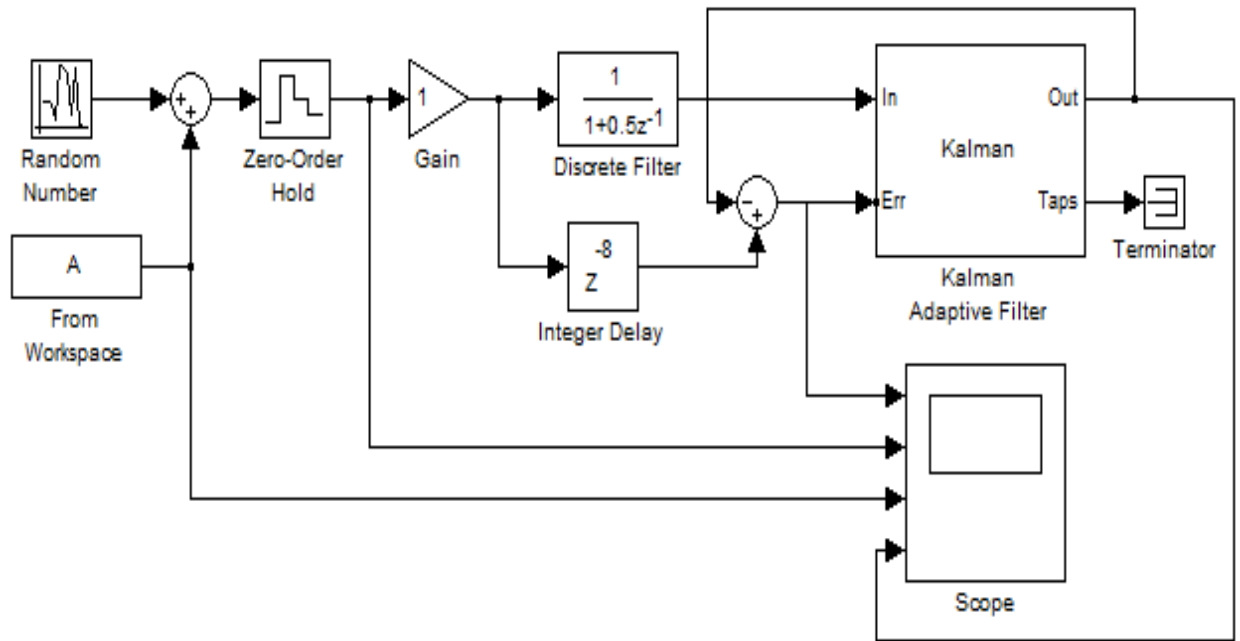 Random
Number
+
+
Zero-Order
Hold
1
Gain
1
1+0.5z-1
Discrete Filter
In
Out
Kalman
Err
Taps
Kalman
Adaptive Filter
Terminator
-
+
A
From
Workspace
-8
Z
Integer Delay
Scope